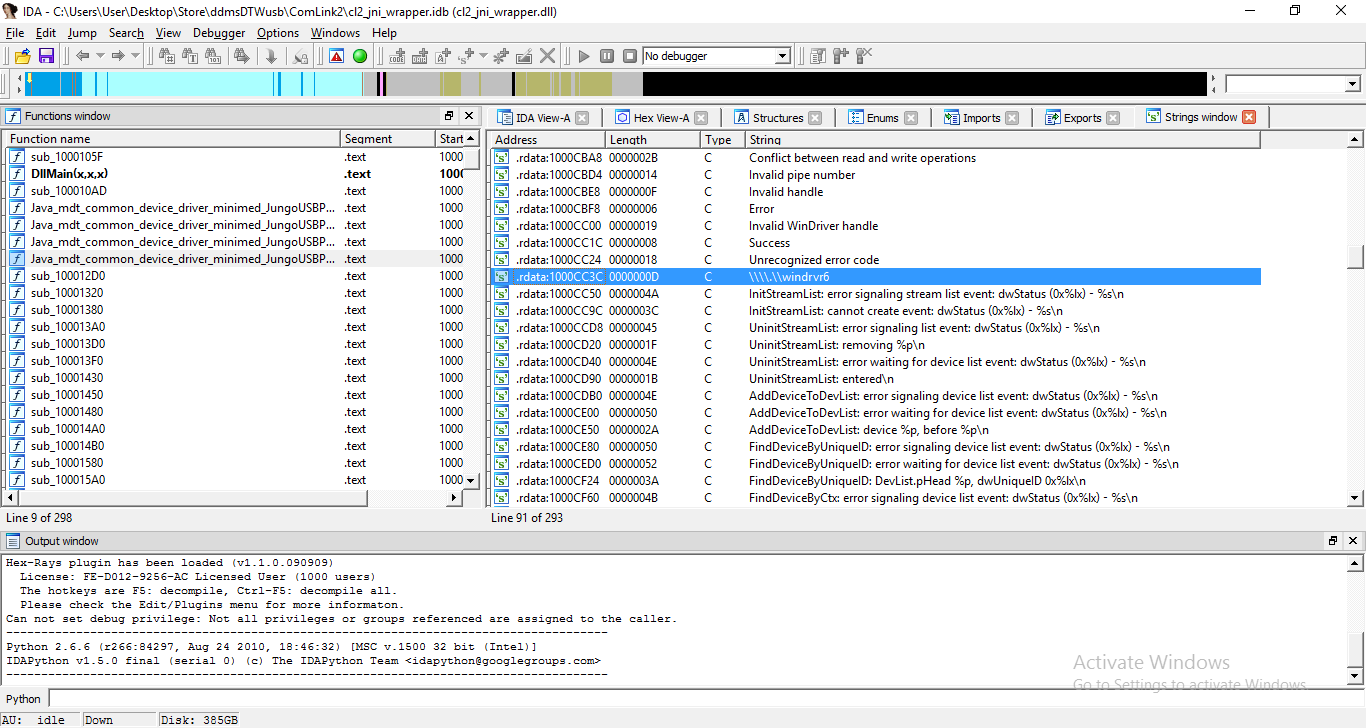 IDA - C:\Users\User\Desktop\Store\ddmsDTWusb\ComLink2\cl2_jni_wrapper.idb (cl2_jni_wrapper.dll)
File Edit Jump Search View Debugger Options Windows Help
No debugger
Functions window
IDA View-A Hex View-A Structures Enums Imports Exports Strings window
Function name Segment Start
sub_1000105F .text 1000
DllMain(x,x,x) .text 1000
sub_100010AD .text 1000
Java_mdt_common_device_driver_minimed_JungoUSBP... .text 1000
Java_mdt_common_device_driver_minimed_JungoUSBP... .text 1000
Java_mdt_common_device_driver_minimed_JungoUSBP... .text 1000
Java_mdt_common_device_driver_minimed_JungoUSBP... .text 1000
sub_100012D0 .text 1000
sub_10001320 .text 1000
sub_10001380 .text 1000
sub_100013A0 .text 1000
sub_100013D0 .text 1000
sub_100013F0 .text 1000
sub_10001430 .text 1000
sub_10001450 .text 1000
sub_10001480 .text 1000
sub_100014A0 .text 1000
sub_100014B0 .text 1000
sub_10001580 .text 1000
sub_100015A0 .text 1000
Line 9 of 298
Address Length Type String
.rdata:1000CBA8 0000002B C Conflict between read and write operations
.rdata:1000CBD4 00000014 C Invalid pipe number
.rdata:1000CBE8 0000000F C Invalid handle
.rdata:1000CBF8 00000006 C Error
.rdata:1000CC00 00000019 C Invalid WinDriver handle
.rdata:1000CC1C 00000008 C Success
.rdata:1000CC24 00000018 C Unrecognized error code
.rdata:1000CC3C 0000000D C \\\\.\\windrvr6
.rdata:1000CC50 0000004A C InitStreamList: error signaling stream list event: dwStatus (0x%lx) - %s\n
.rdata:1000CC9C 0000003C C InitStreamList: cannot create event: dwStatus (0x%lx) - %s\n
.rdata:1000CCD8 00000045 C UninitStreamList: error signaling list event: dwStatus (0x%lx) - %s\n
.rdata:1000CD20 0000001F C UninitStreamList: removing %p\n
.rdata:1000CD40 0000004E C UninitStreamList: error waiting for device list event: dwStatus (0x%lx) - %s\n
.rdata:1000CD90 0000001B C UninitStreamList: entered\n
.rdata:1000CDB0 0000004E C AddDeviceToDevList: error signaling device list event: dwStatus (0x%lx) - %s\n
.rdata:1000CE00 00000050 C AddDeviceToDevList: error waiting for device list event: dwStatus (0x%lx) - %s\n
.rdata:1000CE50 0000002A C AddDeviceToDevList: device %p, before %p\n
.rdata:1000CE80 00000050 C FindDeviceByUniqueID: error signaling device list event: dwStatus (0x%lx) - %s\n
.rdata:1000CED0 00000052 C FindDeviceByUniqueID: error waiting for device list event: dwStatus (0x%lx) - %s\n
.rdata:1000CF24 0000003A C FindDeviceByUniqueID: DevList.pHead %p, dwUniqueID 0x%lx\n
.rdata:1000CF60 0000004B C FindDeviceByCtx: error signaling device list event: dwStatus (0x%lx) - %s\n
Line 91 of 293
Output window
Hex-Rays plugin has been loaded (v1.1.0.090909)
License: FE-D012-9256-AC Licensed User (1000 users)
The hotkeys are F5: decompile, Ctrl-F5: decompile all.
Please check the Edit/Plugins menu for more informaton.
Can not set debug privilege: Not all privileges or groups referenced are assigned to the caller.
Python 2.6.6 (r266:84297, Aug 24 2010, 18:46:32) [MSC v.1500 32 bit (Intel)]
IDAPython v1.5.0 final (serial 0) (c) The IDAPython Team <idapython@googlegroups.com>
Activate Windows
Go to Settings to activate Windows.
Python
AU: idle Down Disk: 385GB